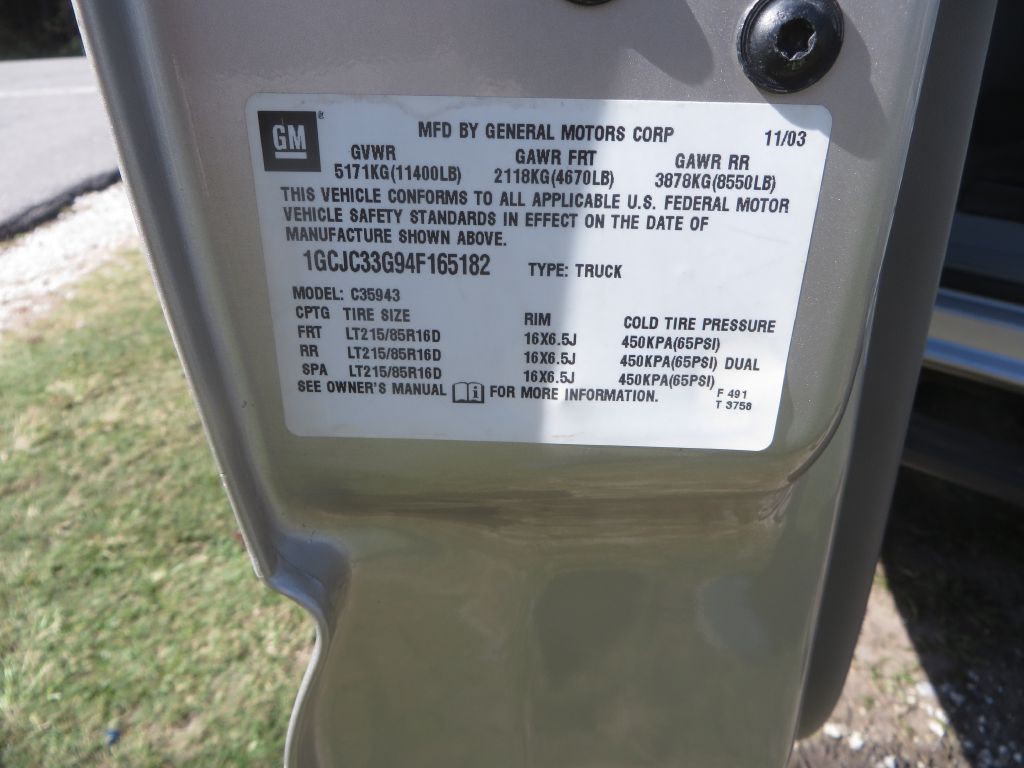 GM ®
MFD BY GENERAL MOTORS CORP 11/03
GVWR GAWR FRT GAWR RR
5171KG(11400LB) 2118KG(4670LB) 3878KG(8550LB)
THIS VEHICLE CONFORMS TO ALL APPLICABLE U.S. FEDERAL MOTOR
VEHICLE SAFETY STANDARDS IN EFFECT ON THE DATE OF
MANUFACTURE SHOWN ABOVE.
1GCJC33G94F165182 TYPE: TRUCK
MODEL: C35943
CPTG TIRE SIZE RIM COLD TIRE PRESSURE
FRT LT215/85R16D 16X6.5J 450KPA(65PSI)
RR LT215/85R16D 16X6.5J 450KPA(65PSI) DUAL
SPA LT215/85R16D 16X6.5J 450KPA(65PSI)
SEE OWNER'S MANUAL i FOR MORE INFORMATION.
F 491
T 3758